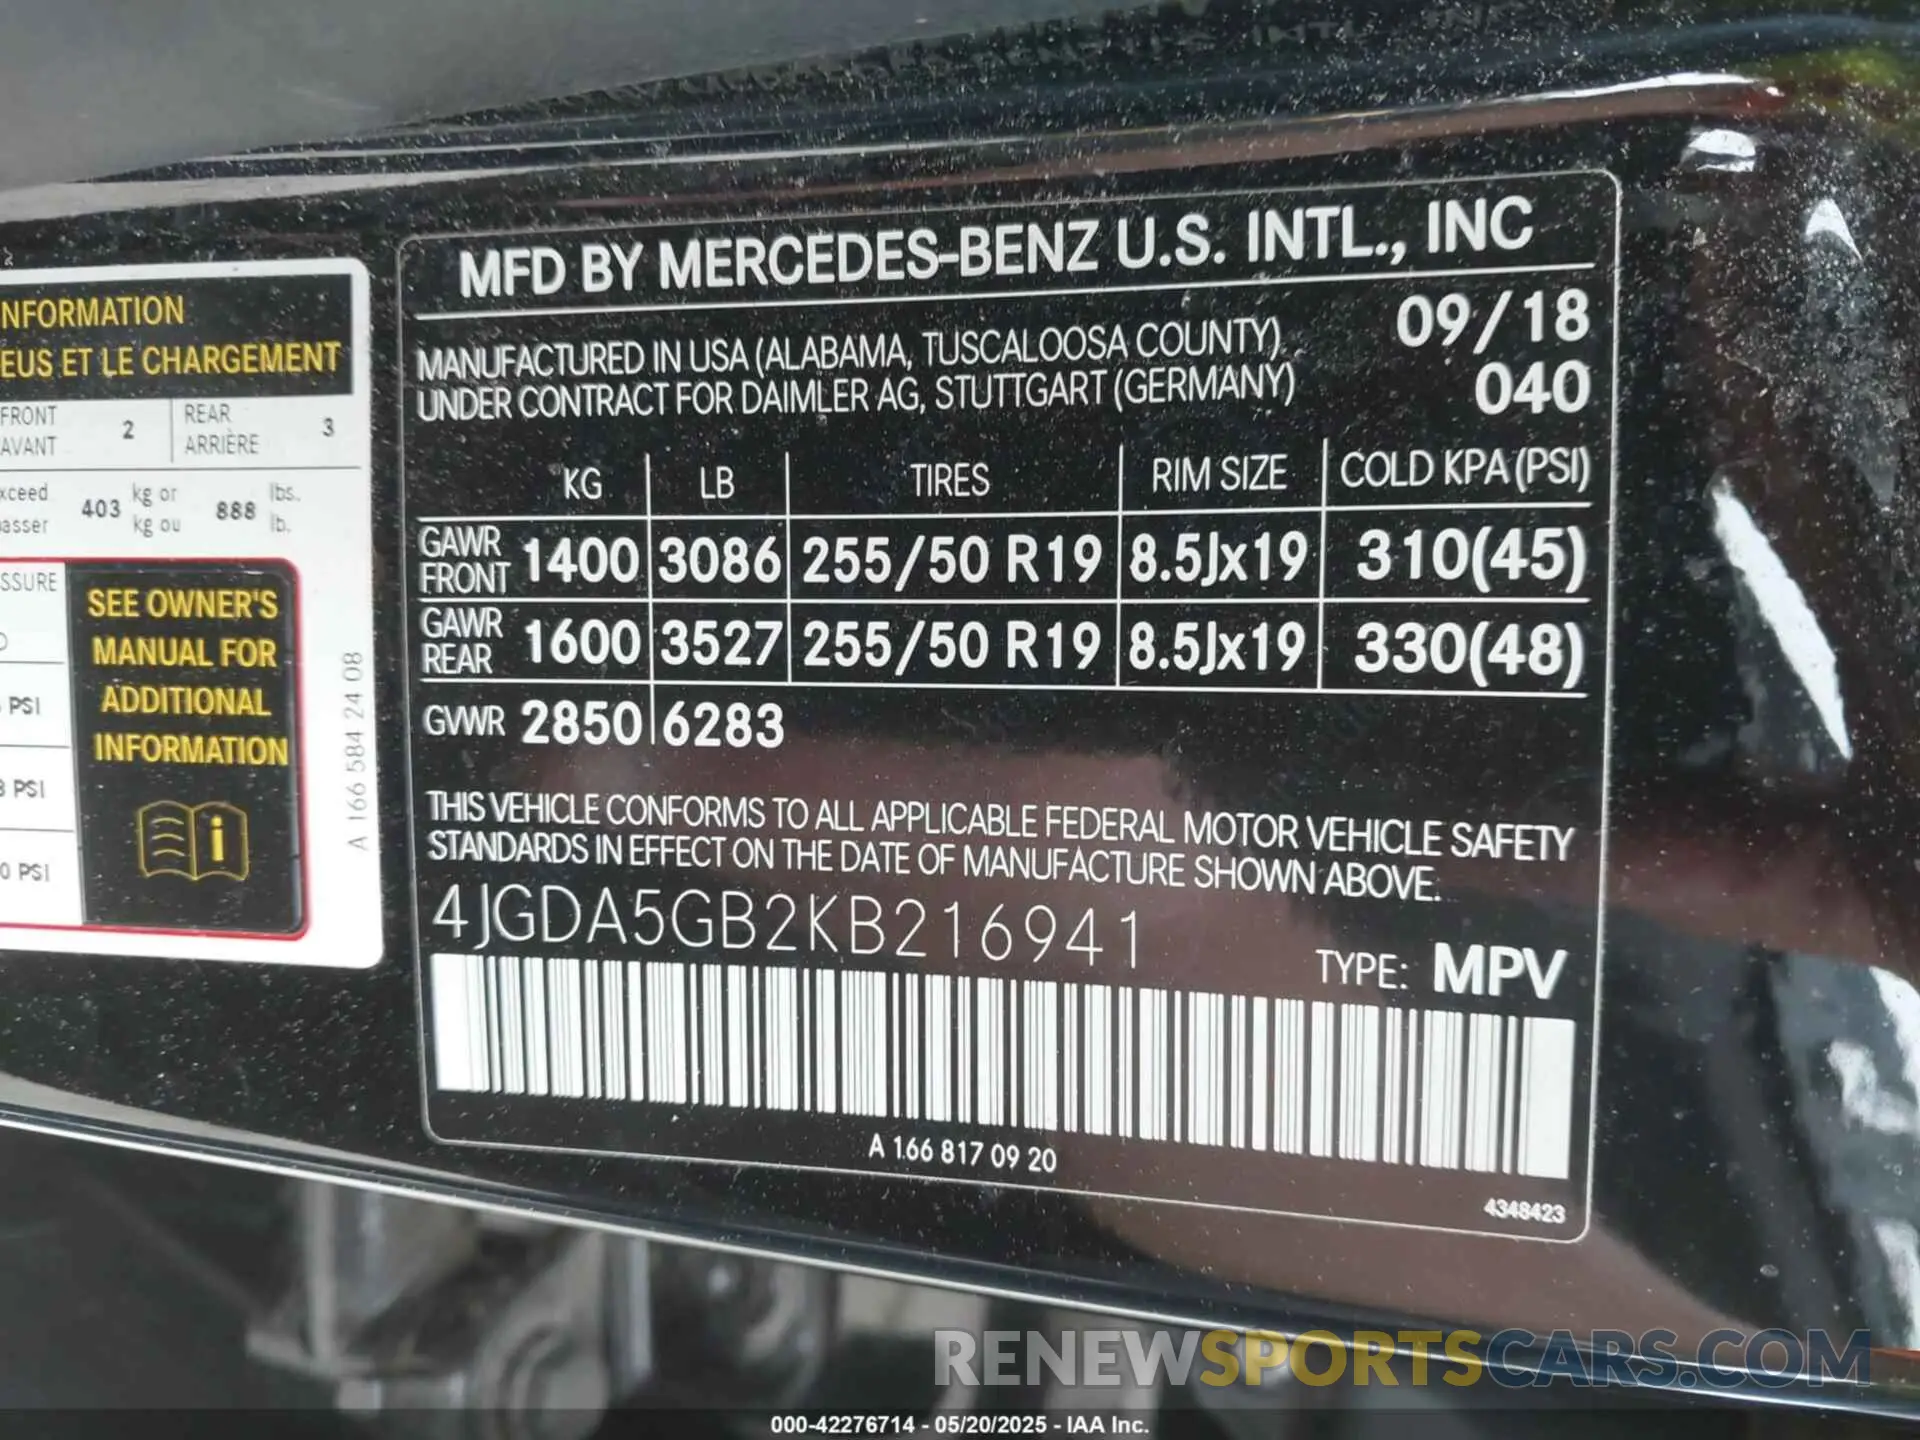 NFORMATION
EUS ET LE CHARGEMENT
FRONT
AVANT
2
REAR
ARRIÈRE
3
xceed
asser
403
kg or
kg ou
888
lbs.
lb.
SSURE
PSI
PSI
0 PSI
SEE OWNER'S
MANUAL FOR
ADDITIONAL
INFORMATION
A 166 584 24 08
MFD BY MERCEDES-BENZ U.S. INTL., INC
MANUFACTURED IN USA (ALABAMA, TUSCALOOSA COUNTY)
UNDER CONTRACT FOR DAIMLER AG, STUTTGART (GERMANY)
09/18
040
KG LB TIRES RIM SIZE COLD KPA (PSI)
GAWR
FRONT
1400 3086 255/50 R19 8.5Jx19 310(45)
GAWR
REAR
1600 3527 255/50 R19 8.5Jx19 330(48)
GVWR 2850 6283
THIS VEHICLE CONFORMS TO ALL APPLICABLE FEDERAL MOTOR VEHICLE SAFETY
STANDARDS IN EFFECT ON THE DATE OF MANUFACTURE SHOWN ABOVE.
4JGDA5GB2KB216941
TYPE: MPV
A 166 817 09 20
4348423
RENEWSPORTSCARS.COM
000-42276714 - 05/20/2025 - IAA Inc.